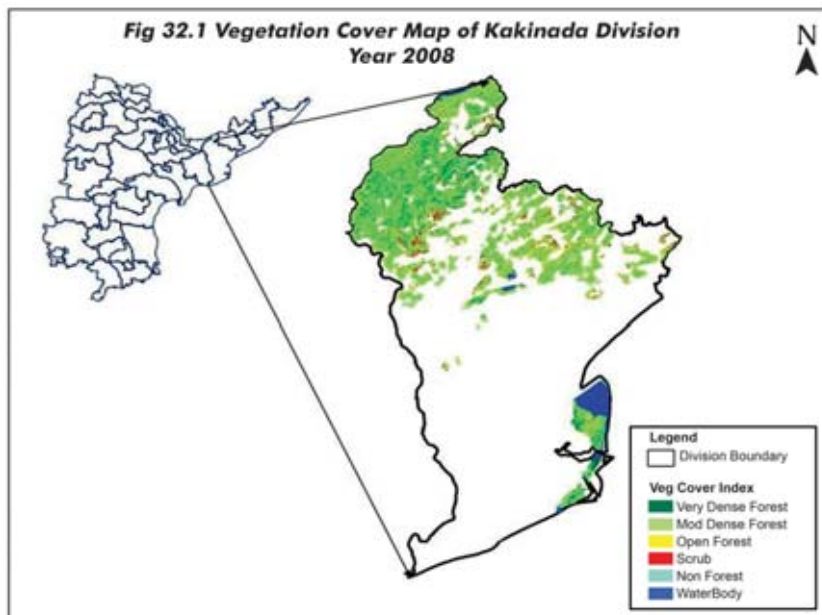 Fig 32.1 Vegetation Cover Map of Kakinada Division
Year 2008
N
Legend
Division Boundary
Veg Cover Index
Very Dense Forest
Mod Dense Forest
Open Forest
Scrub
Non Forest
WaterBody